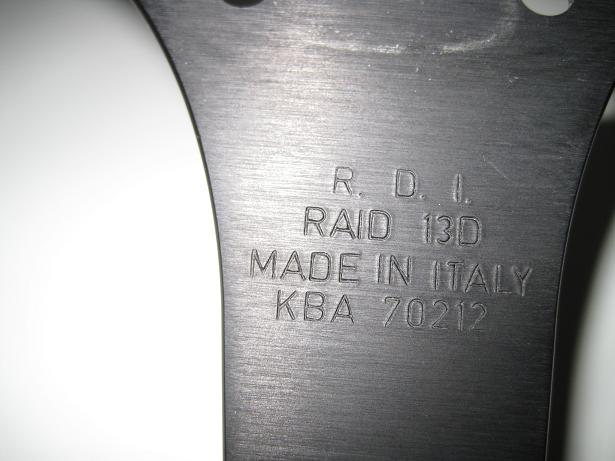 R. D. I.
RAID 13D
MADE IN ITALY
KBA 70212